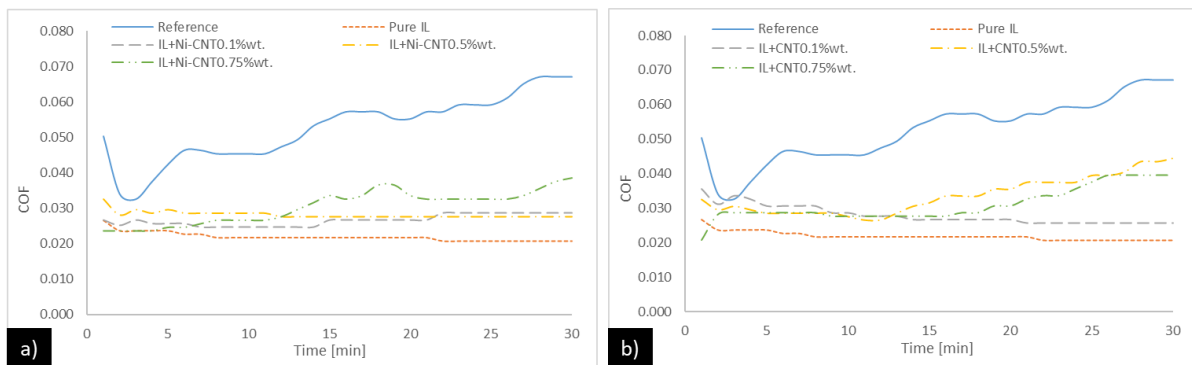 Reference
Pure IL
IL+Ni-CNT0.1%wt.
IL+Ni-CNT0.5%wt.
IL+Ni-CNT0.75%wt.
0.080
0.070
0.060
0.050
0.040
0.030
0.020
0.010
0.000
COF
0 5 10 15 20 25 30
Time [min]
a)
Reference
Pure IL
IL+CNT0.1%wt.
IL+CNT0.5%wt.
IL+CNT0.75%wt.
0.080
0.070
0.060
0.050
0.040
0.030
0.020
0.010
0.000
COF
0 5 10 15 20 25 30
Time [min]
b)